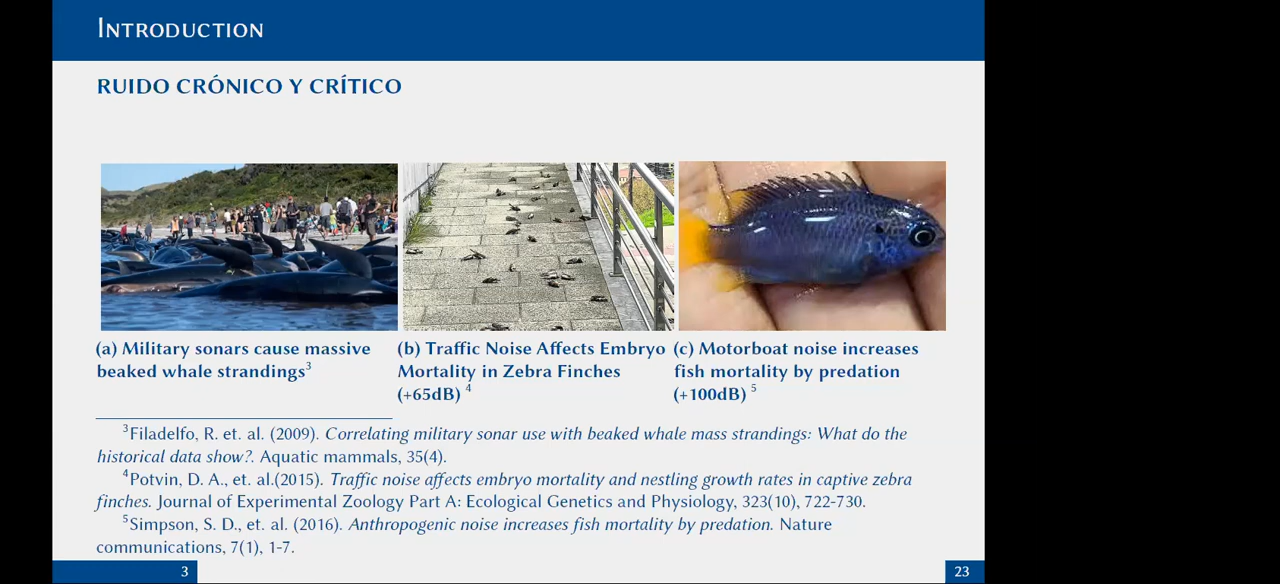 INTRODUCTION
RUIDO CRÓNICO Y CRÍTICO
(a) Military sonars cause massive
beaked whale strandings3
(b) Traffic Noise Affects Embryo
Mortality in Zebra Finches
(+65dB) 4
(c) Motorboat noise increases
fish mortality by predation
(+100dB) 5
3Filadelfo, R. et. al. (2009). Correlating military sonar use with beaked whale mass strandings: What do the
historical data show?. Aquatic mammals, 35(4).
4Potvin, D. A., et. al.(2015). Traffic noise affects embryo mortality and nestling growth rates in captive zebra
finches. Journal of Experimental Zoology Part A: Ecological Genetics and Physiology, 323(10), 722-730.
5Simpson, S. D., et. al. (2016). Anthropogenic noise increases fish mortality by predation. Nature
communications, 7(1), 1-7.
3
23